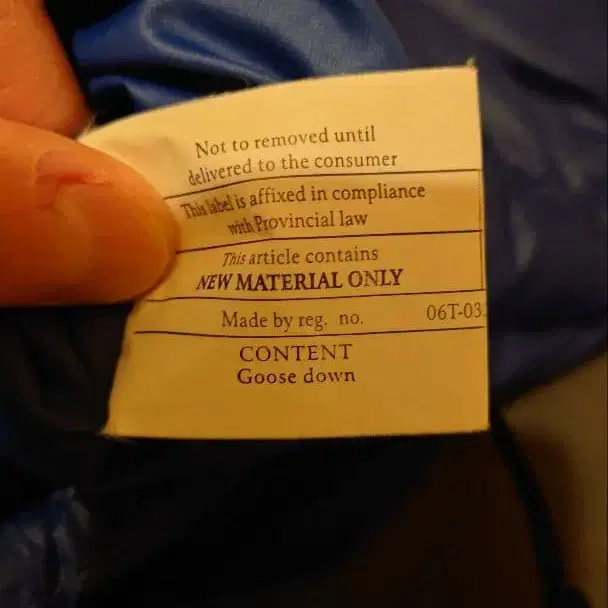 Not to removed until
delivered to the consumer
This label is affixed in compliance
with Provincial law
This article contains
NEW MATERIAL ONLY
Made by reg. no. 06T-03
CONTENT
Goose down